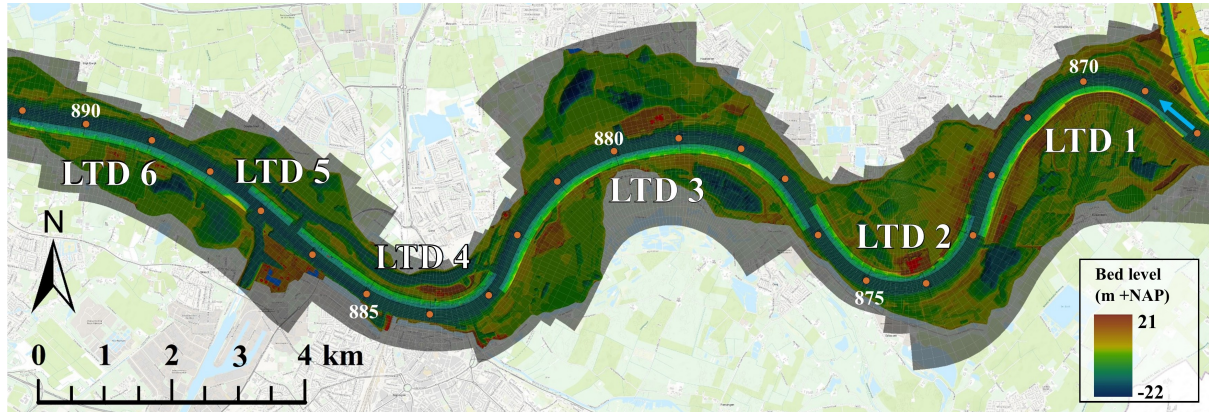 870
890
880
LTD 1
LTD 5
LTD 6
LTD 3
N
LTD 2
LTD 4
875
885
Bed level
(m +NAP)
21
-22
0 1 2 3 4 km